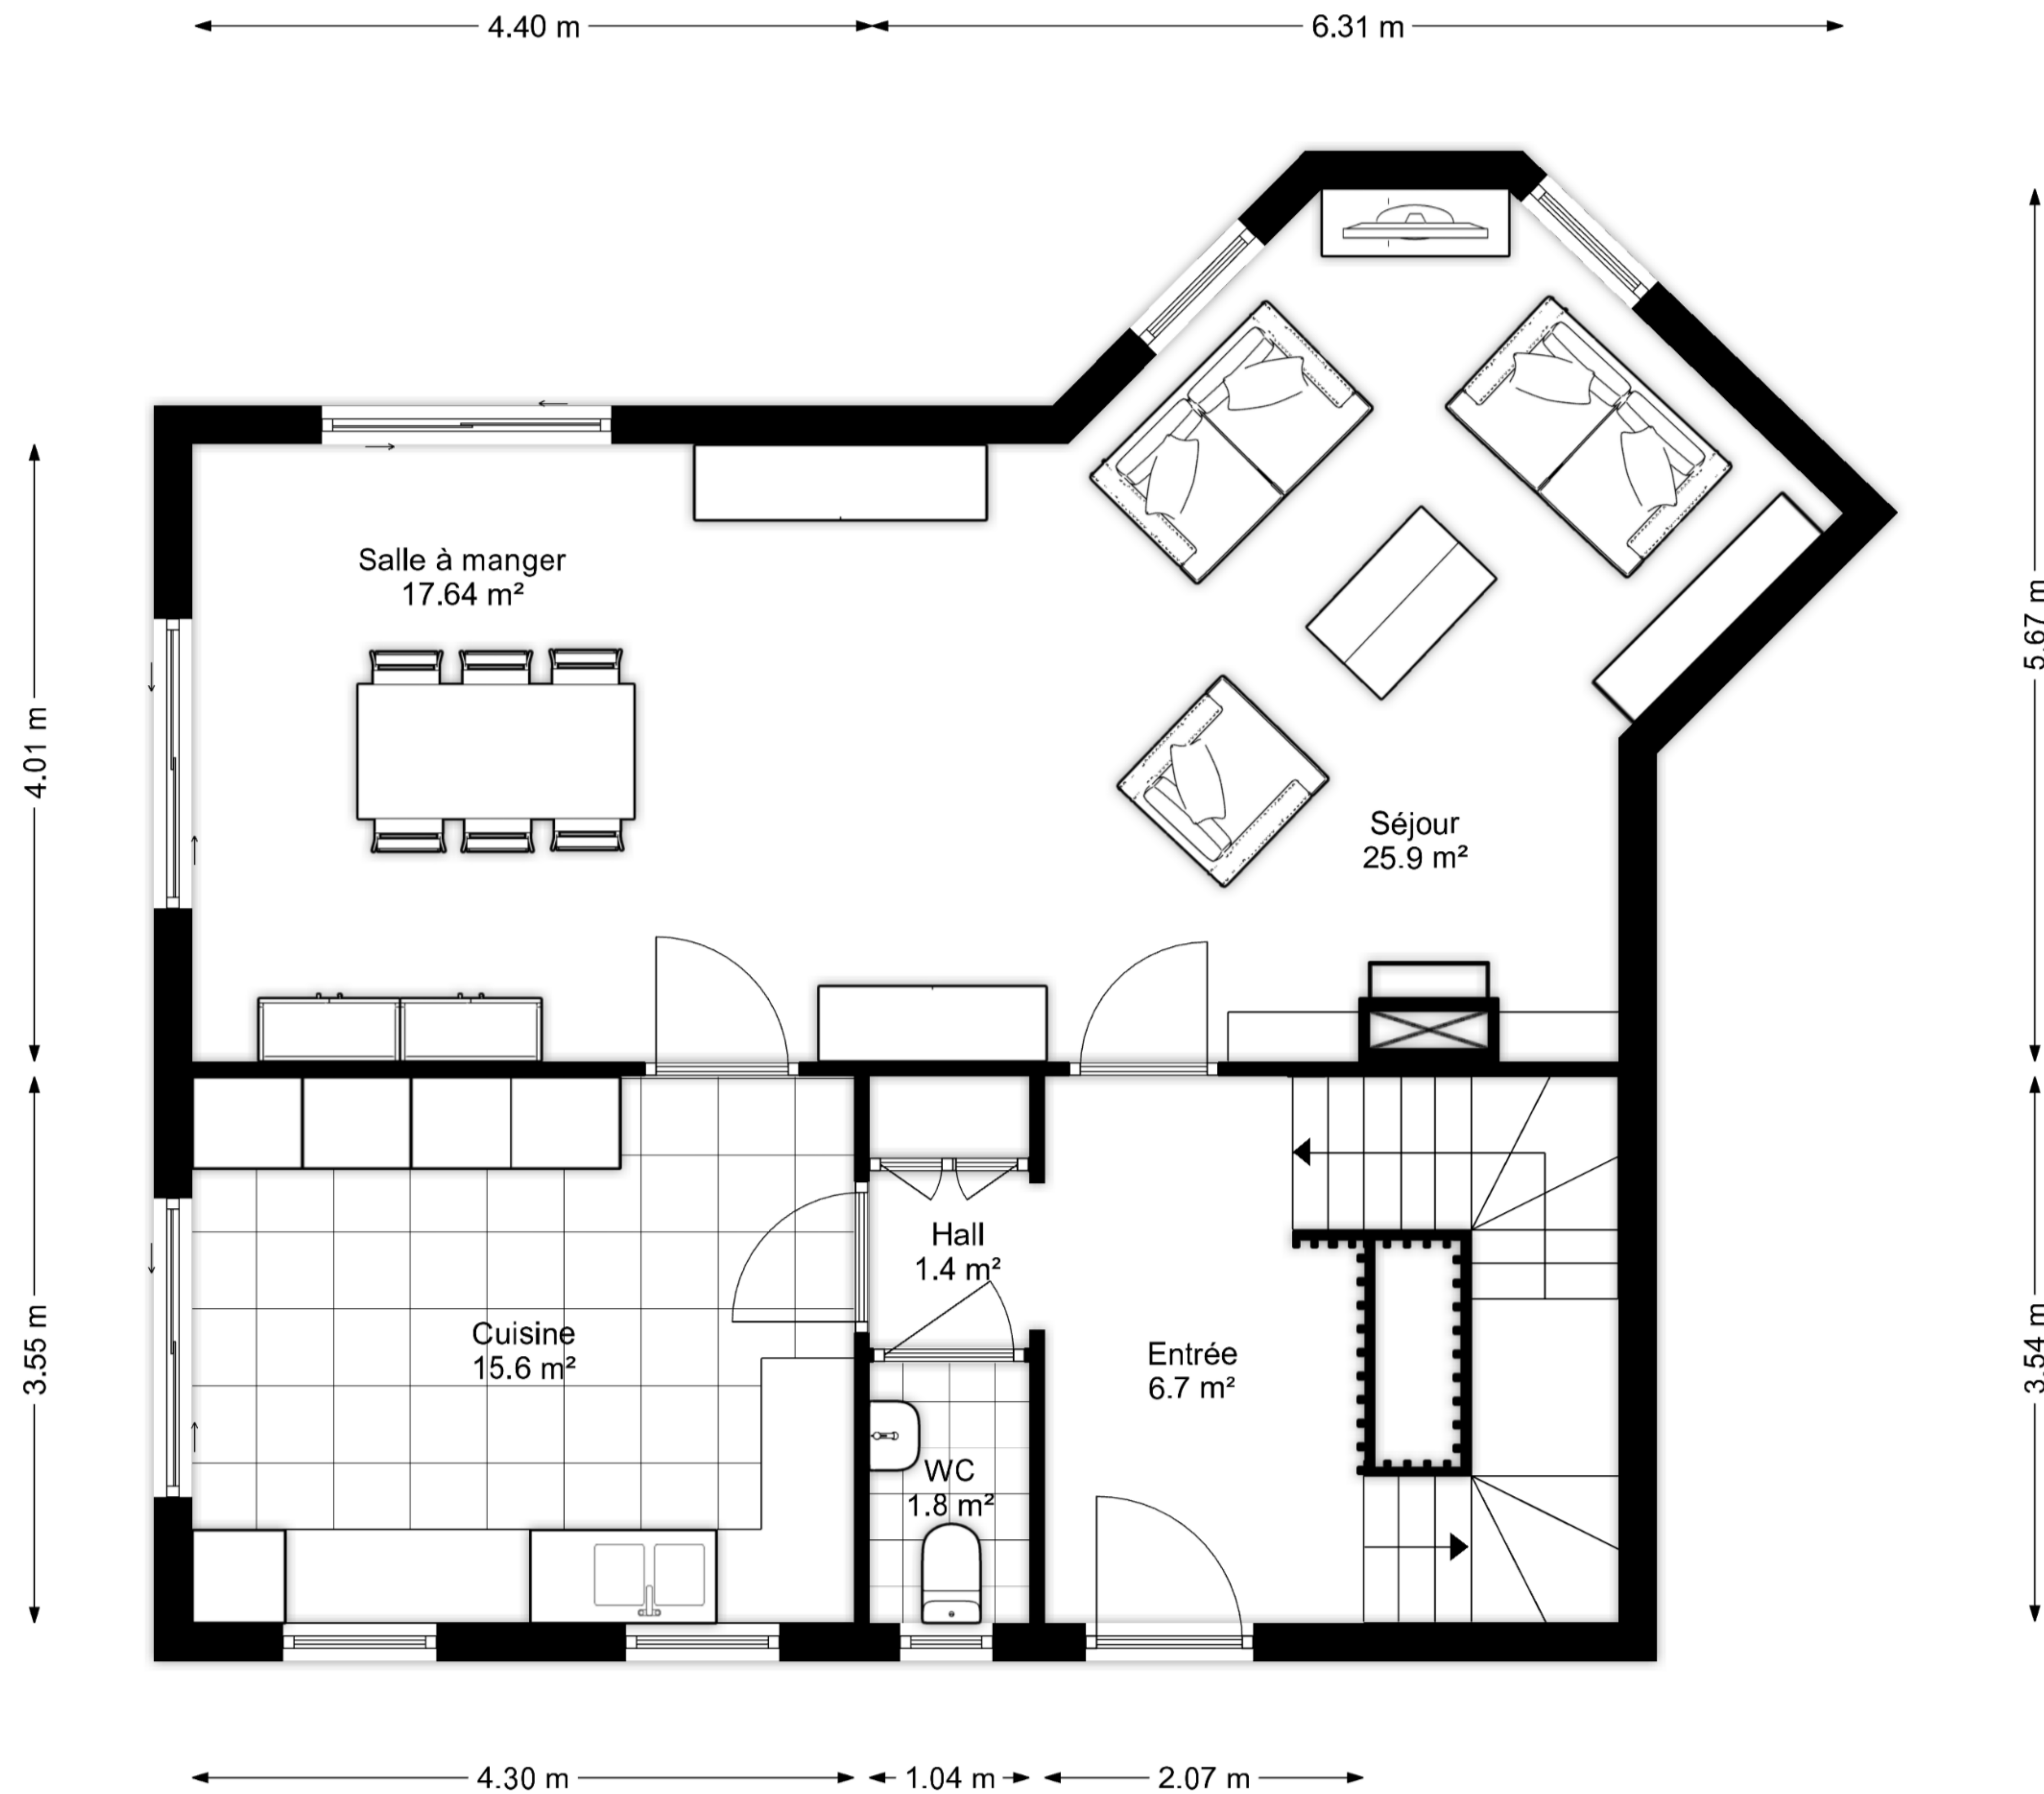 4.40 m
6.31 m
Salle à manger
17.64 m²
5.67 m
4.01 m
Séjour
25.9 m²
Hall
1.4 m²
Cuisine
15.6 m²
Entrée
6.7 m²
3.55 m
3.54 m
WC
1.8 m²
4.30 m
1.04 m
2.07 m